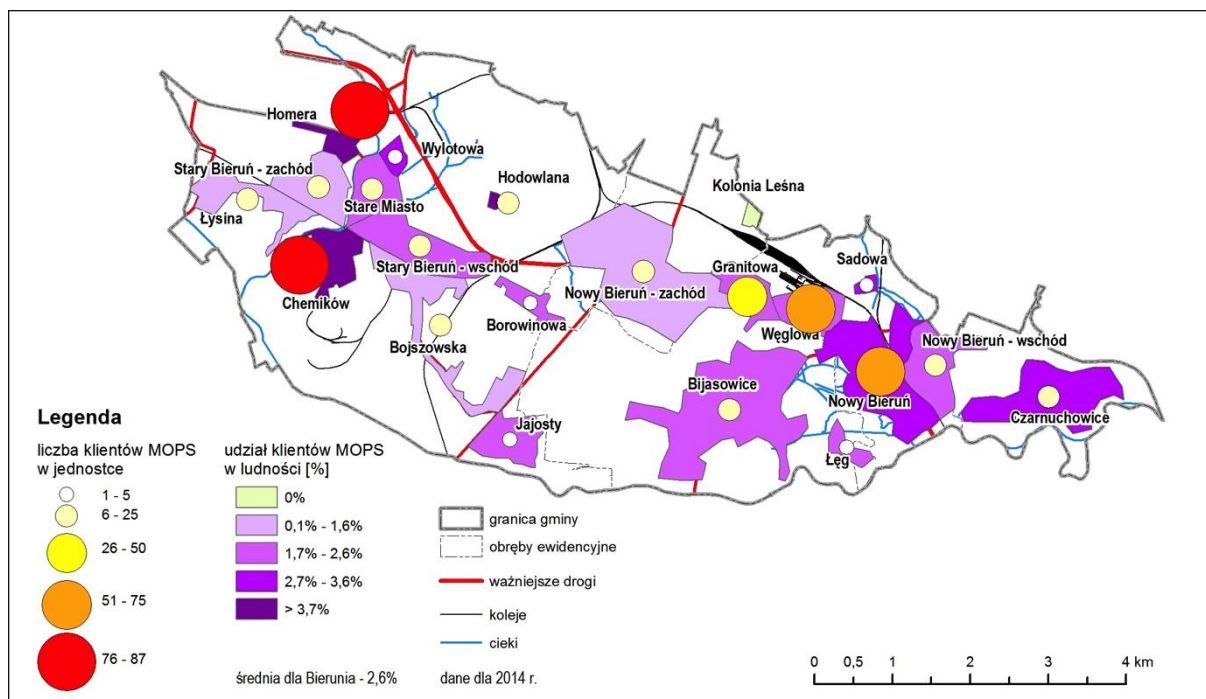 Homera
Wylotowa
Stary Bieruń - zachód
Hodowlana
Kolonia Leśna
Łysina
Stare Miasto
Stary Bieruń - wschód
Granitowa
Sadowa
Chemików
Nowy Bieruń - zachód
Borowinowa
Węglowa
Nowy Bieruń - wschód
Bojszowska
Bijasowice
Nowy Bieruń
Czarnuchowice
Jajosty
Łęg
Legenda
liczba klientów MOPS
w jednostce
1 - 5
6 - 25
26 - 50
51 - 75
76 - 87
udział klientów MOPS
w ludności [%]
0%
0,1% - 1,6%
1,7% - 2,6%
2,7% - 3,6%
> 3,7%
średnia dla Bierunia - 2,6%
granica gminy
obręby ewidencyjne
ważniejsze drogi
koleje
cieki
dane dla 2014 r.
0 0,5 1 2 3 4 km